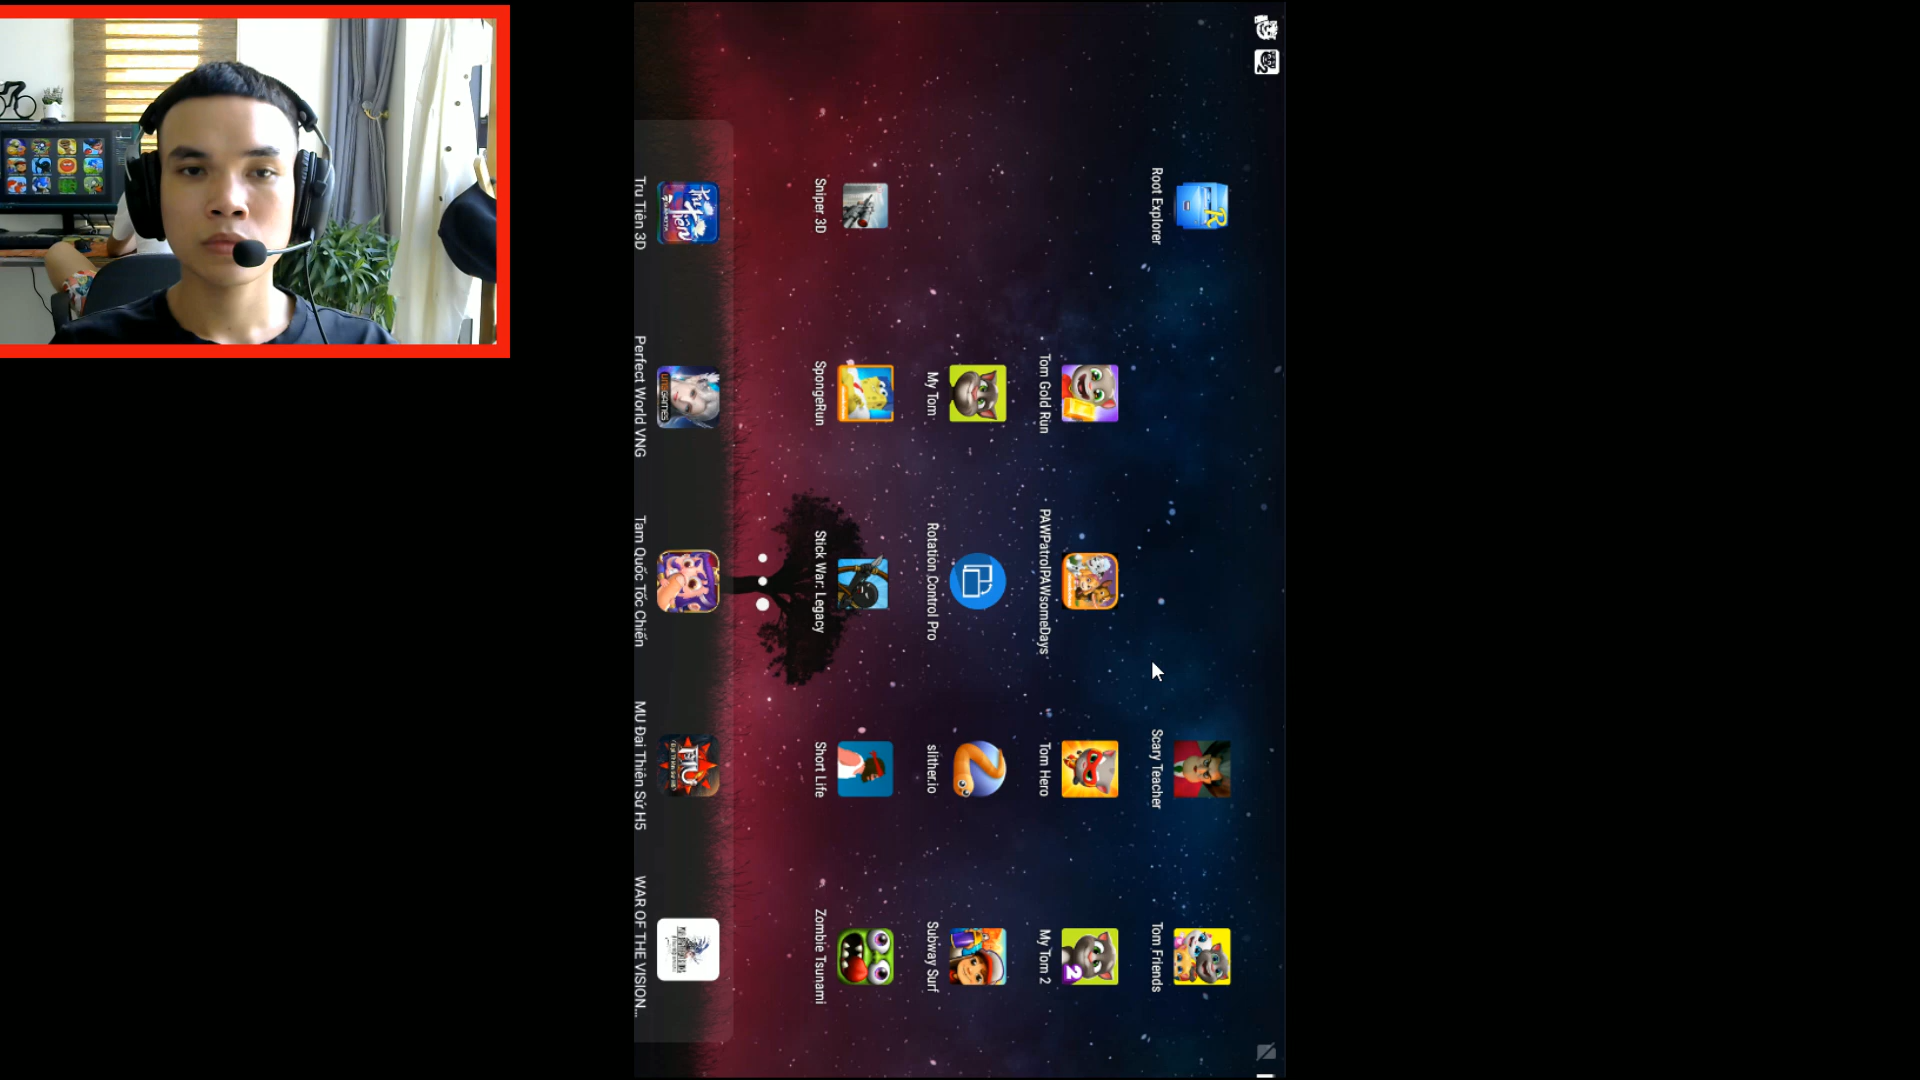 Root Explorer
Scary Teacher
Tom Friends
Tom Gold Run
PAWPatrolPAWsomeDays
Tom Hero
My Tom 2
2
My Tom
Rotation Control Pro
slither.io
Subway Surf
Sniper 3D
SpongeRun
Stick War: Legacy
Short Life
Zombie Tsunami
Tru Tiên 3D
Perfect World VNG
Tam Quốc Tốc Chiến
MU Đại Thiên Sứ H5
WAR OF THE VISION...